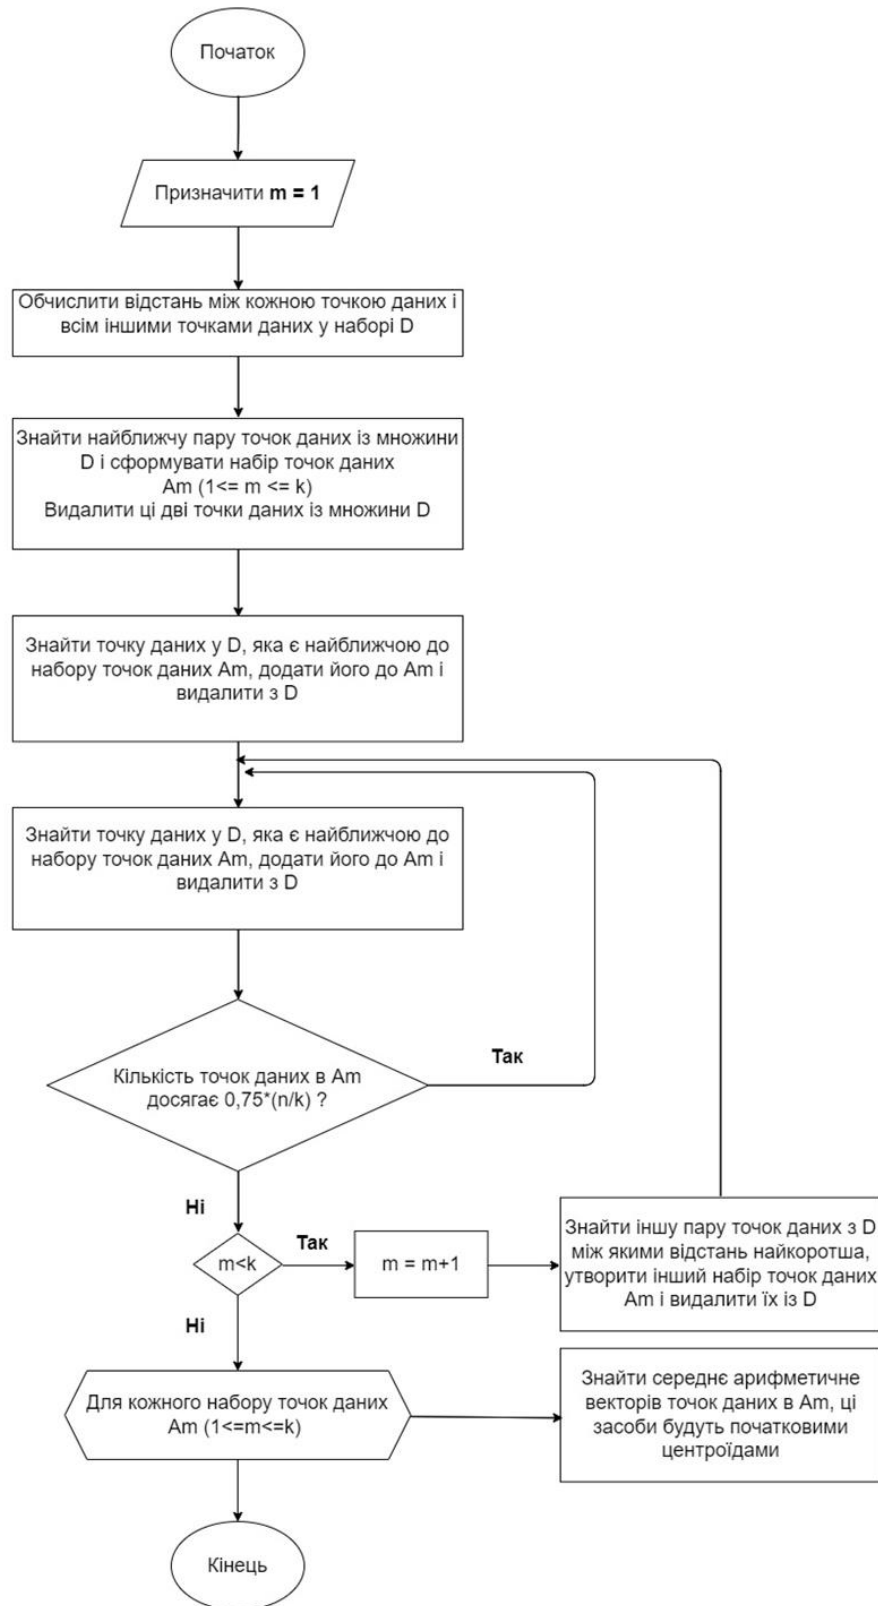 Початок
Призначити m = 1
Обчислити відстань між кожною точкою даних і
всім іншими точками даних у наборі D
Знайти найближчу пару точок даних із множини
D і сформувати набір точок даних
Am (1<= m <= k)
Видалити ці дві точки даних із множини D
Знайти точку даних у D, яка є найближчою до
набору точок даних Am, додати його до Am і
видалити з D
Знайти точку даних у D, яка є найближчою до
набору точок даних Am, додати його до Am і
видалити з D
Кількість точок даних в Am
досягає 0,75*(n/k) ?
Так
Ні
m<k
Так
m = m+1
Знайти іншу пару точок даних з D
між якими відстань найкоротша,
утворити інший набір точок даних
Am і видалити їх із D
Ні
Для кожного набору точок даних
Am (1<=m<=k)
Знайти середнє арифметичне
векторів точок даних в Am, ці
засоби будуть початковими
центроїдами
Кінець